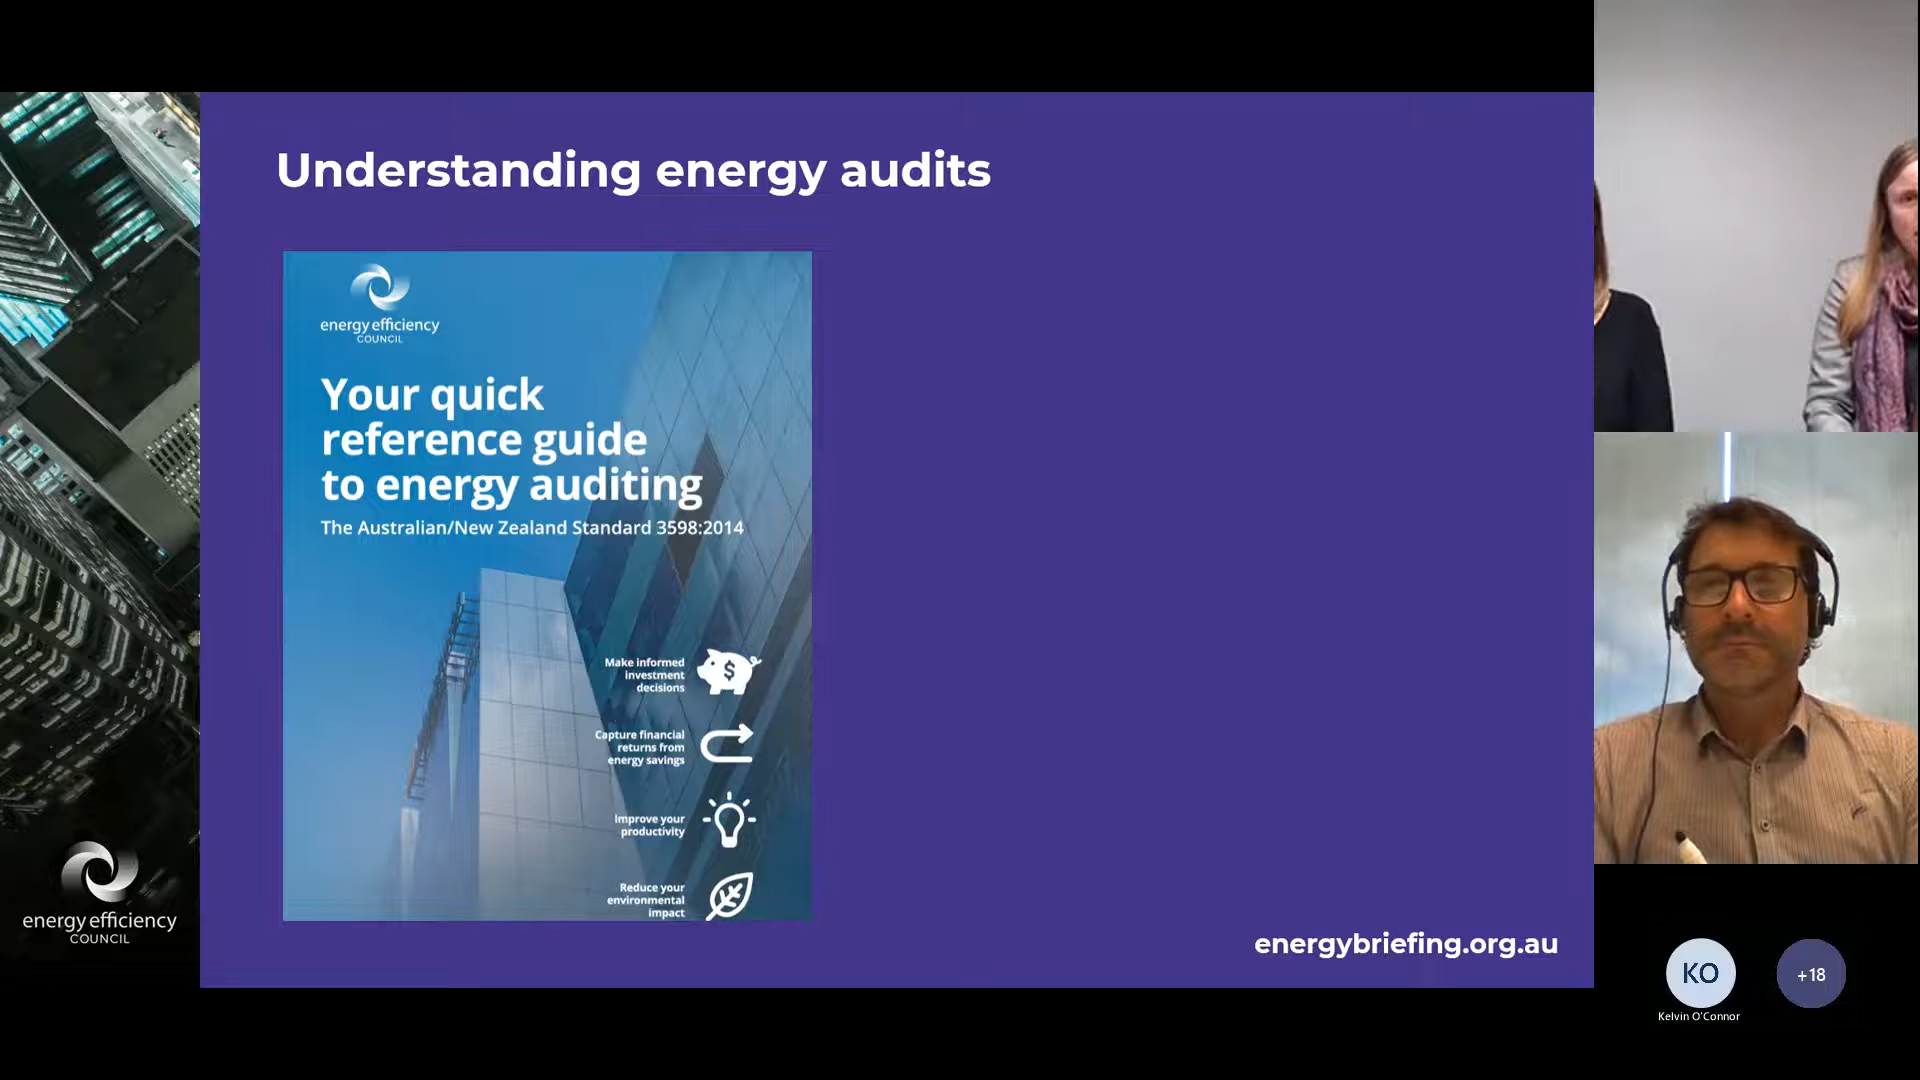 Understanding energy audits
energy efficiency
COUNCIL
Your quick
reference guide
to energy auditing
The Australian/New Zealand Standard 3598:2014
Make informed
investment
decisions
$
Capture financial
returns from
energy savings
Improve your
productivity
Reduce your
environmental
impact
energy efficiency
COUNCIL
energybriefing.org.au
KO
+18
Kelvin O'Connor